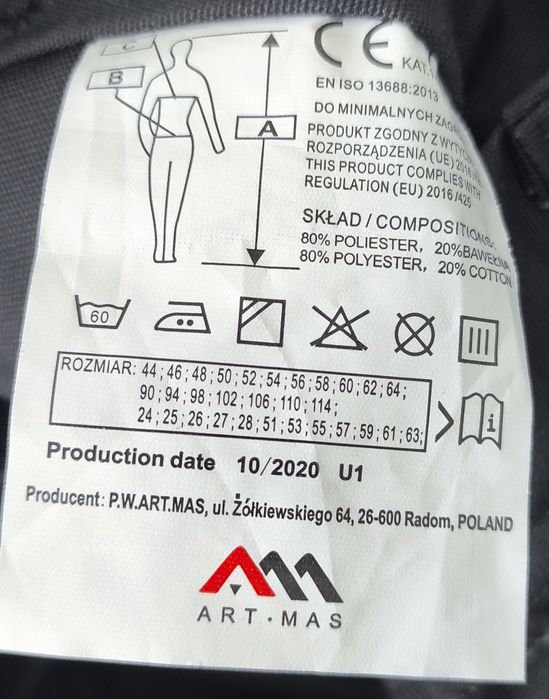 C
B
A
CE KAT.
EN ISO 13688:2013
DO MINIMALNYCH
PRODUKT ZGODNY Z
ROZPORZĄDZENIA (UE)
THIS PRODUCT COMPLIES WITH
REGULATION (EU) 2016/425
SKŁAD / COMPOSITIONS:
80% POLIESTER, 20%BAWEŁNA
80% POLYESTER, 20% COTTON
60
ROZMIAR: 44 ; 46 ; 48 ; 50 ; 52 ; 54 ; 56 ; 58 ; 60 ; 62 ; 64 ;
90 ; 94 ; 98 ; 102 ; 106 ; 110 ; 114 ;
24 ; 25 ; 26 ; 27 ; 28 ; 51 ; 53 ; 55 ; 57 ; 59 ; 61 ; 63;
i
Production date 10/2020 U1
Producent: P.W.ART.MAS, ul. Żółkiewskiego 64, 26-600 Radom, POLAND
ART·MAS